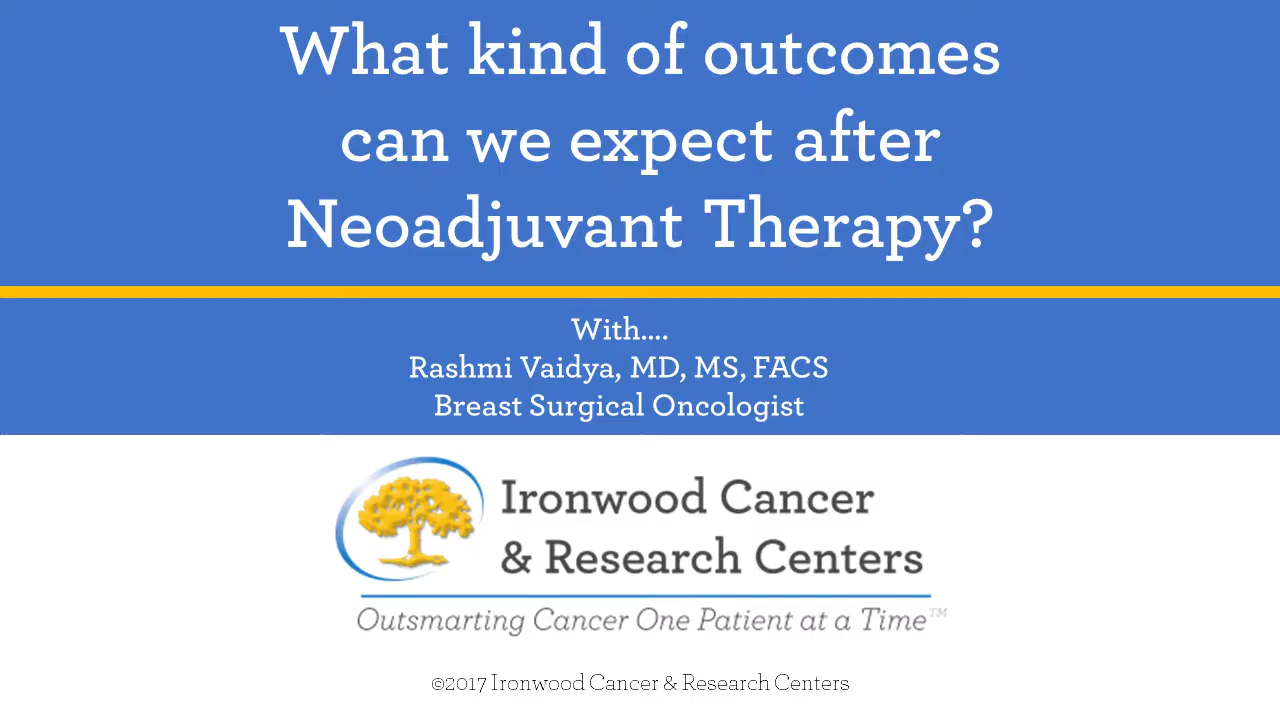 What kind of outcomes
can we expect after
Neoadjuvant Therapy?
With....
Rashmi Vaidya, MD, MS, FACS
Breast Surgical Oncologist
Ironwood Cancer
& Research Centers
Outsmarting Cancer One Patient at a Time™
©2017 Ironwood Cancer & Research Centers